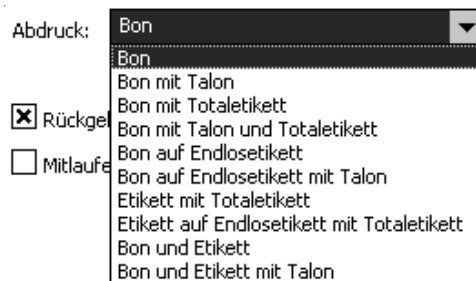 Abdruck: Bon
Bon
Bon mit Talon
Bon mit Totaletikett
Bon mit Talon und Totaletikett
Bon auf Endlosetikett
Bon auf Endlosetikett mit Talon
Etikett mit Totaletikett
Etikett auf Endlosetikett mit Totaletikett
Bon und Etikett
Bon und Etikett mit Talon
Rückgel
Mitlaufe